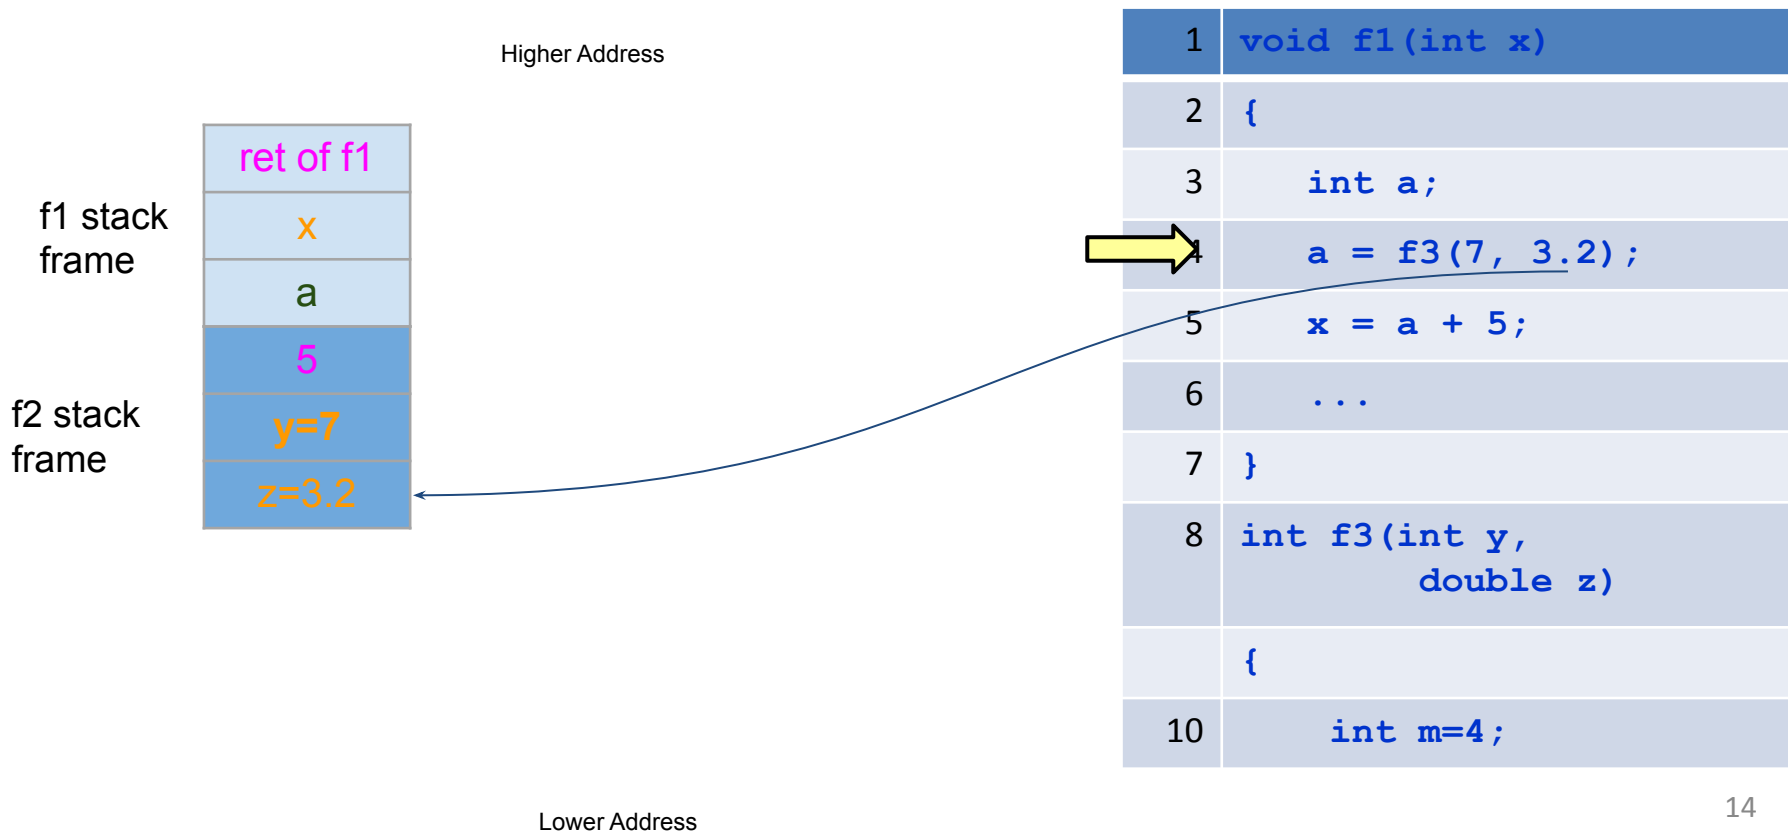 Higher Address
ret of f1
f1 stack
frame
x
a
5
f2 stack
frame
y=7
z=3.2
Lower Address
1 void f1(int x)
2 {
3 int a;
4 a = f3(7, 3.2);
5 x = a + 5;
6 ...
7 }
8 int f3(int y,
double z)
{
10 int m=4;
14